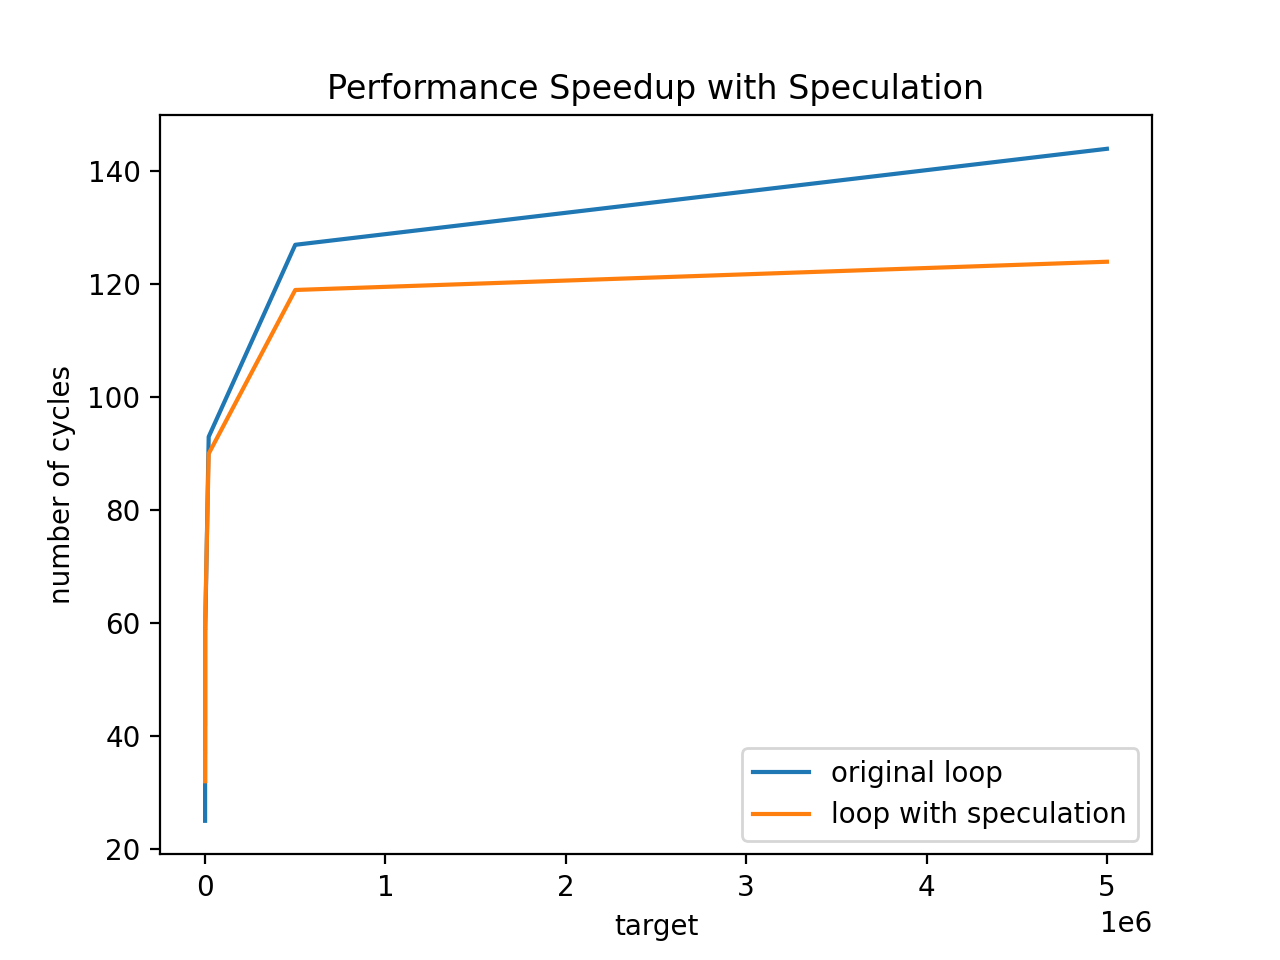 Performance Speedup with Speculation
140
120
100
80
60
40
20
number of cycles
original loop
loop with speculation
0 1 2 3 4 5
1e6
target